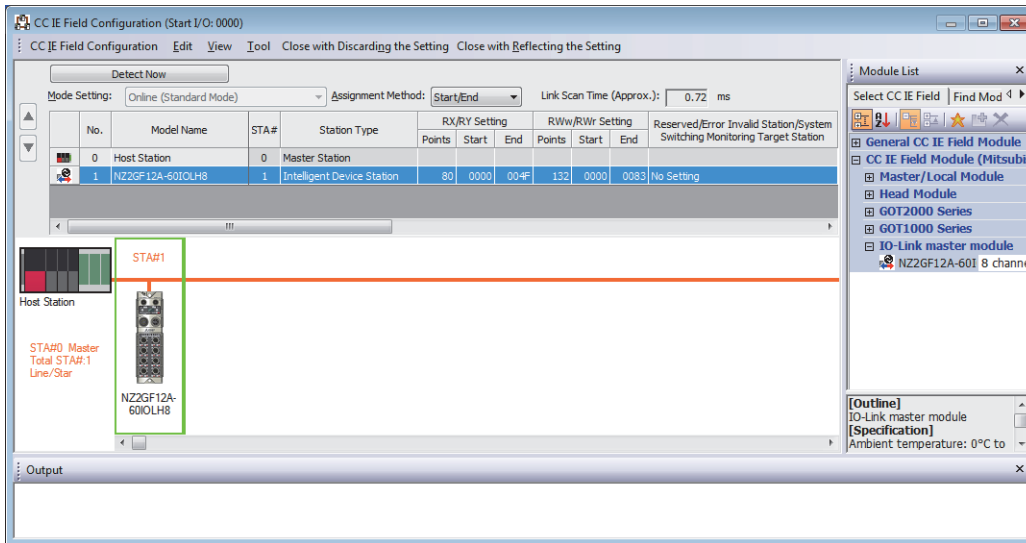 CC IE Field Configuration (Start I/O: 0000)
CC IE Field Configuration Edit View Tool Close with Discarding the Setting Close with Reflecting the Setting
Detect Now
Mode Setting: Online (Standard Mode) Assignment Method: Start/End Link Scan Time (Approx.): 0.72 ms
No. Model Name STA# Station Type RX/RY Setting RWw/RWr Setting Reserved/Error Invalid Station/System Switching Monitoring Target Station
Points Start End Points Start End
0 Host Station 0 Master Station
1 NZ2GF12A-60IOLH8 1 Intelligent Device Station 80 0000 004F 132 0000 0083 No Setting
STA#1
Host Station
STA#0 Master
Total STA#:1
Line/Star
NZ2GF12A-
60IOLH8
Module List
Select CC IE Field Find Mod
General CC IE Field Module
CC IE Field Module (Mitsubi
Master/Local Module
Head Module
GOT2000 Series
GOT1000 Series
IO-Link master module
NZ2GF12A-60I 8 channe
[Outline]
IO-Link master module
[Specification]
Ambient temperature: 0°C to
Output